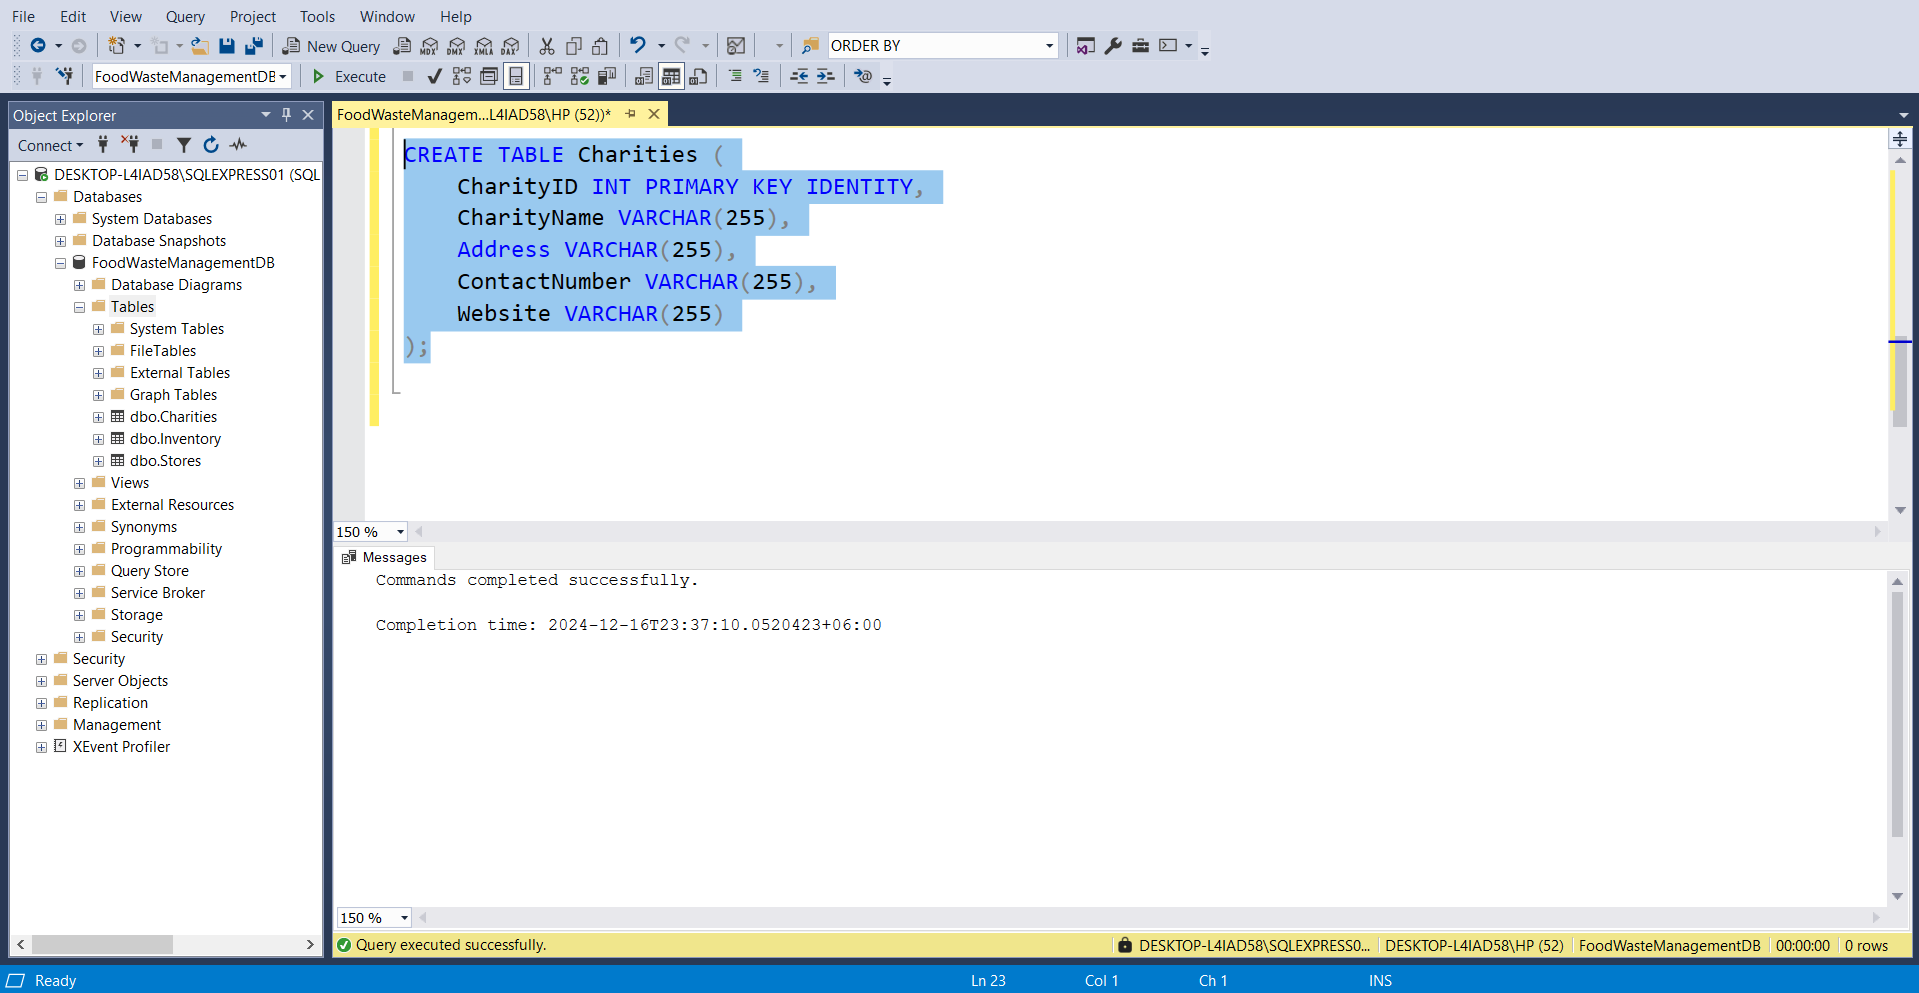 File Edit View Query Project Tools Window Help
New Query MDX DMX XMLA DAX ORDER BY
FoodWasteManagementDB Execute
Object Explorer
Connect
DESKTOP-L4IAD58\SQLEXPRESS01 (SQL
Databases
System Databases
Database Snapshots
FoodWasteManagementDB
Database Diagrams
Tables
System Tables
FileTables
External Tables
Graph Tables
dbo.Charities
dbo.Inventory
dbo.Stores
Views
External Resources
Synonyms
Programmability
Query Store
Service Broker
Storage
Security
Security
Server Objects
Replication
Management
XEvent Profiler
FoodWasteManagem...L4IAD58\HP (52))*
CREATE TABLE Charities (
CharityID INT PRIMARY KEY IDENTITY,
CharityName VARCHAR(255),
Address VARCHAR(255),
ContactNumber VARCHAR(255),
Website VARCHAR(255)
);
150 %
Messages
Commands completed successfully.
Completion time: 2024-12-16T23:37:10.0520423+06:00
150 %
Query executed successfully. DESKTOP-L4IAD58\SQLEXPRESS0... DESKTOP-L4IAD58\HP (52) FoodWasteManagementDB 00:00:00 0 rows
Ready Ln 23 Col 1 Ch 1 INS